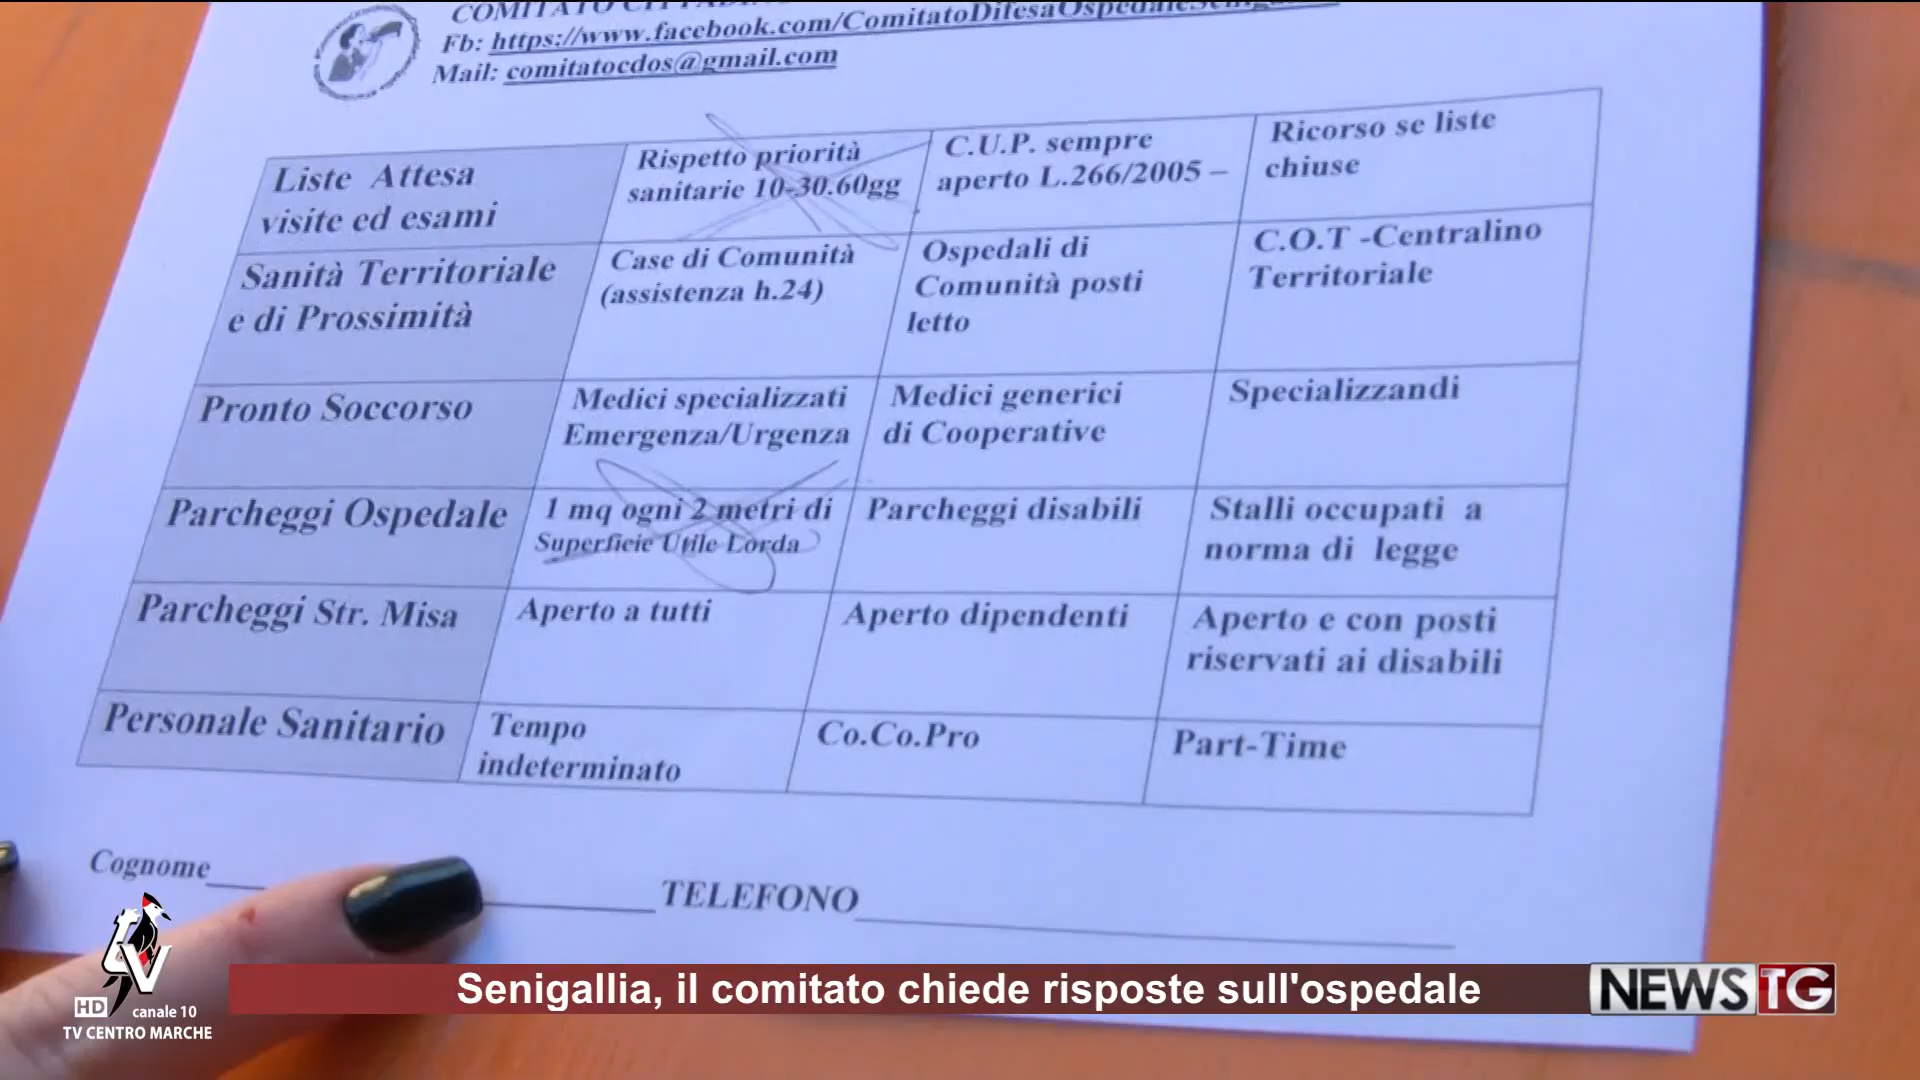 Fb: https://www.facebook.com/ComitatoDifesaOspedaleSenigallia
Mail: comitatocdos@gmail.com
Liste Attesa
visite ed esami
Rispetto priorità
sanitarie 10-30.60gg
C.U.P. sempre
aperto L.266/2005 –
Ricorso se liste
chiuse
Sanità Territoriale
e di Prossimità
Case di Comunità
(assistenza h.24)
Ospedali di
Comunità posti
letto
C.O.T -Centralino
Territoriale
Pronto Soccorso
Medici specializzati
Emergenza/Urgenza
Medici generici
di Cooperative
Specializzandi
Parcheggi Ospedale
1 mq ogni 2 metri di
Superficie Utile Lorda
Parcheggi disabili
Stalli occupati a
norma di legge
Parcheggi Str. Misa
Aperto a tutti
Aperto dipendenti
Aperto e con posti
riservati ai disabili
Personale Sanitario
Tempo
indeterminato
Co.Co.Pro
Part-Time
Cognome
TELEFONO
Senigallia, il comitato chiede risposte sull'ospedale
NEWS TG
HD canale 10
TV CENTRO MARCHE